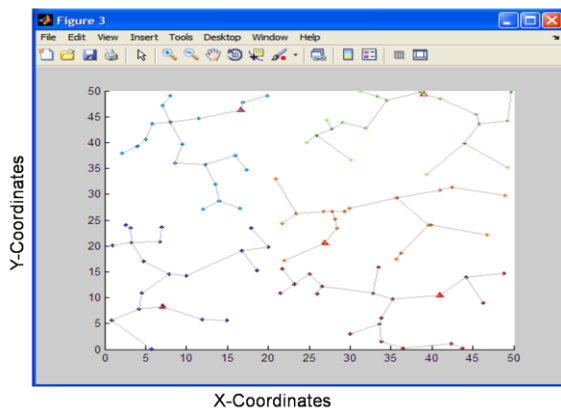 Figure 3
File Edit View Insert Tools Desktop Window Help
50
45
40
35
30
25
20
15
10
5
0
0 5 10 15 20 25 30 35 40 45 50
Y-Coordinates
X-Coordinates